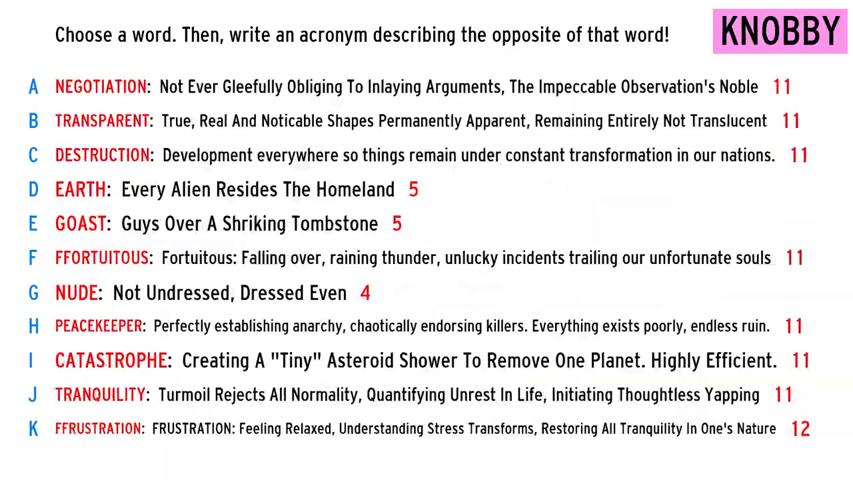 Choose a word. Then, write an acronym describing the opposite of that word!
KNOBBY
A NEGOTIATION: Not Ever Gleefully Obliging To Inlaying Arguments, The Impeccable Observation's Noble 11
B TRANSPARENT: True, Real And Noticable Shapes Permanently Apparent, Remaining Entirely Not Translucent 11
C DESTRUCTION: Development everywhere so things remain under constant transformation in our nations. 11
D EARTH: Every Alien Resides The Homeland 5
E GOAST: Guys Over A Shriking Tombstone 5
F FFORTUITOUS: Fortuitous: Falling over, raining thunder, unlucky incidents trailing our unfortunate souls 11
G NUDE: Not Undressed, Dressed Even 4
H PEACEKEEPER: Perfectly establishing anarchy, chaotically endorsing killers. Everything exists poorly, endless ruin. 11
I CATASTROPHE: Creating A "Tiny" Asteroid Shower To Remove One Planet. Highly Efficient. 11
J TRANQUILITY: Turmoil Rejects All Normality, Quantifying Unrest In Life, Initiating Thoughtless Yapping 11
K FFRUSTRATION: FRUSTRATION: Feeling Relaxed, Understanding Stress Transforms, Restoring All Tranquility In One's Nature 12